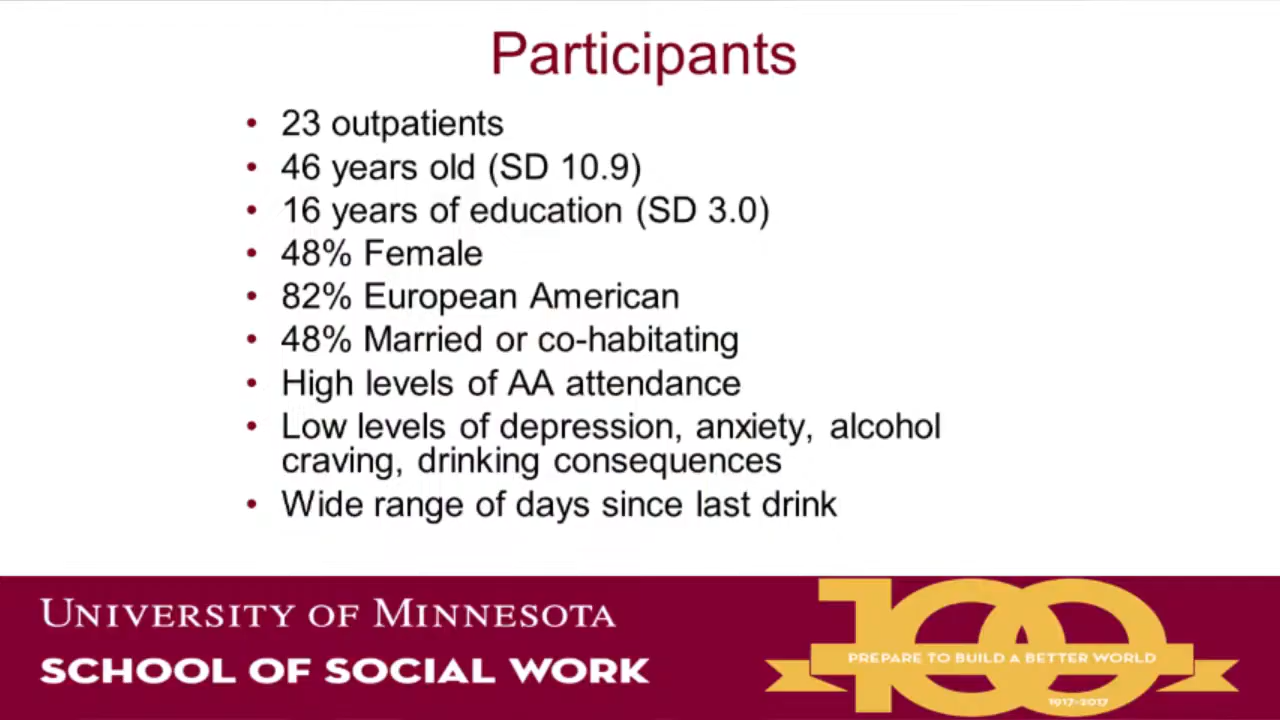 Participants
• 23 outpatients
• 46 years old (SD 10.9)
• 16 years of education (SD 3.0)
• 48% Female
• 82% European American
• 48% Married or co-habitating
• High levels of AA attendance
• Low levels of depression, anxiety, alcohol
craving, drinking consequences
• Wide range of days since last drink
UNIVERSITY OF MINNESOTA
SCHOOL OF SOCIAL WORK
100
PREPARE TO BUILD A BETTER WORLD
1917-2017